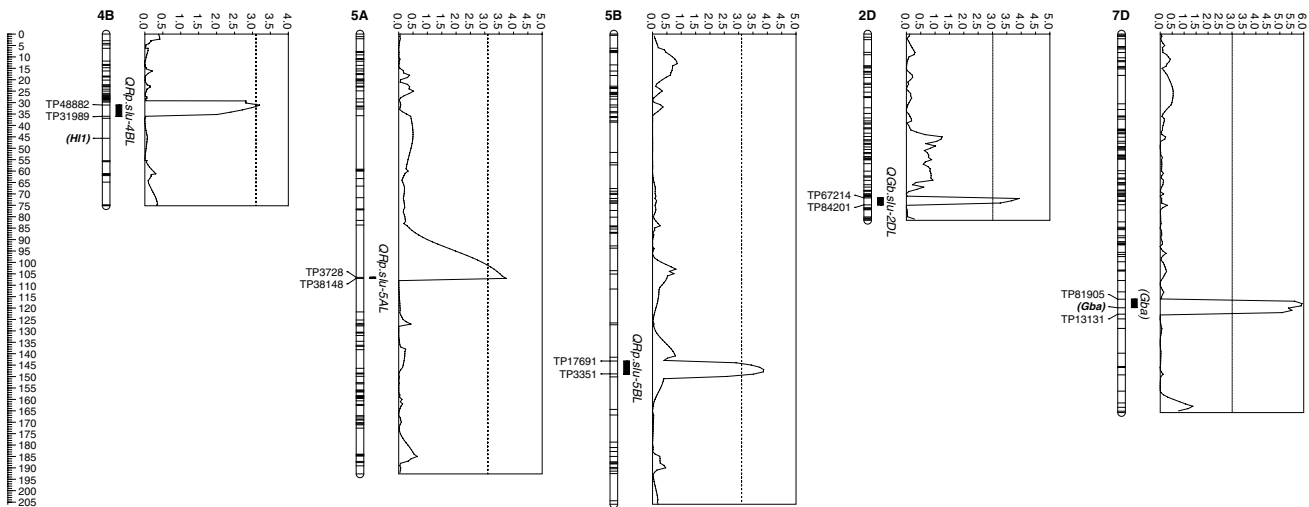 4B
5A
5B
2D
7D
0.0 0.5 1.0 1.5 2.0 2.5 3.0 3.5 4.0
0.0 0.5 1.0 1.5 2.0 2.5 3.0 3.5 4.0 4.5 5.0
0.0 0.5 1.0 1.5 2.0 2.5 3.0 3.5 4.0 4.5 5.0
0.0 0.5 1.0 1.5 2.0 2.5 3.0 3.5 4.0 4.5 5.0
0.0 0.5 1.0 1.5 2.0 2.5 3.0 3.5 4.0 4.5 5.0 5.5 6.0
0
5
10
15
20
25
30
35
40
45
50
55
60
65
70
75
80
85
90
95
100
105
110
115
120
125
130
135
140
145
150
155
160
165
170
175
180
185
190
195
200
205
TP48882
TP31989
(Hl1)
QRp.slu-4BL
TP3728
TP38148
QRp.slu-5AL
TP17691
TP3351
QRp.slu-5BL
TP67214
TP84201
QGb.slu-2DL
TP81905
(Gba)
TP13131
(Gba)